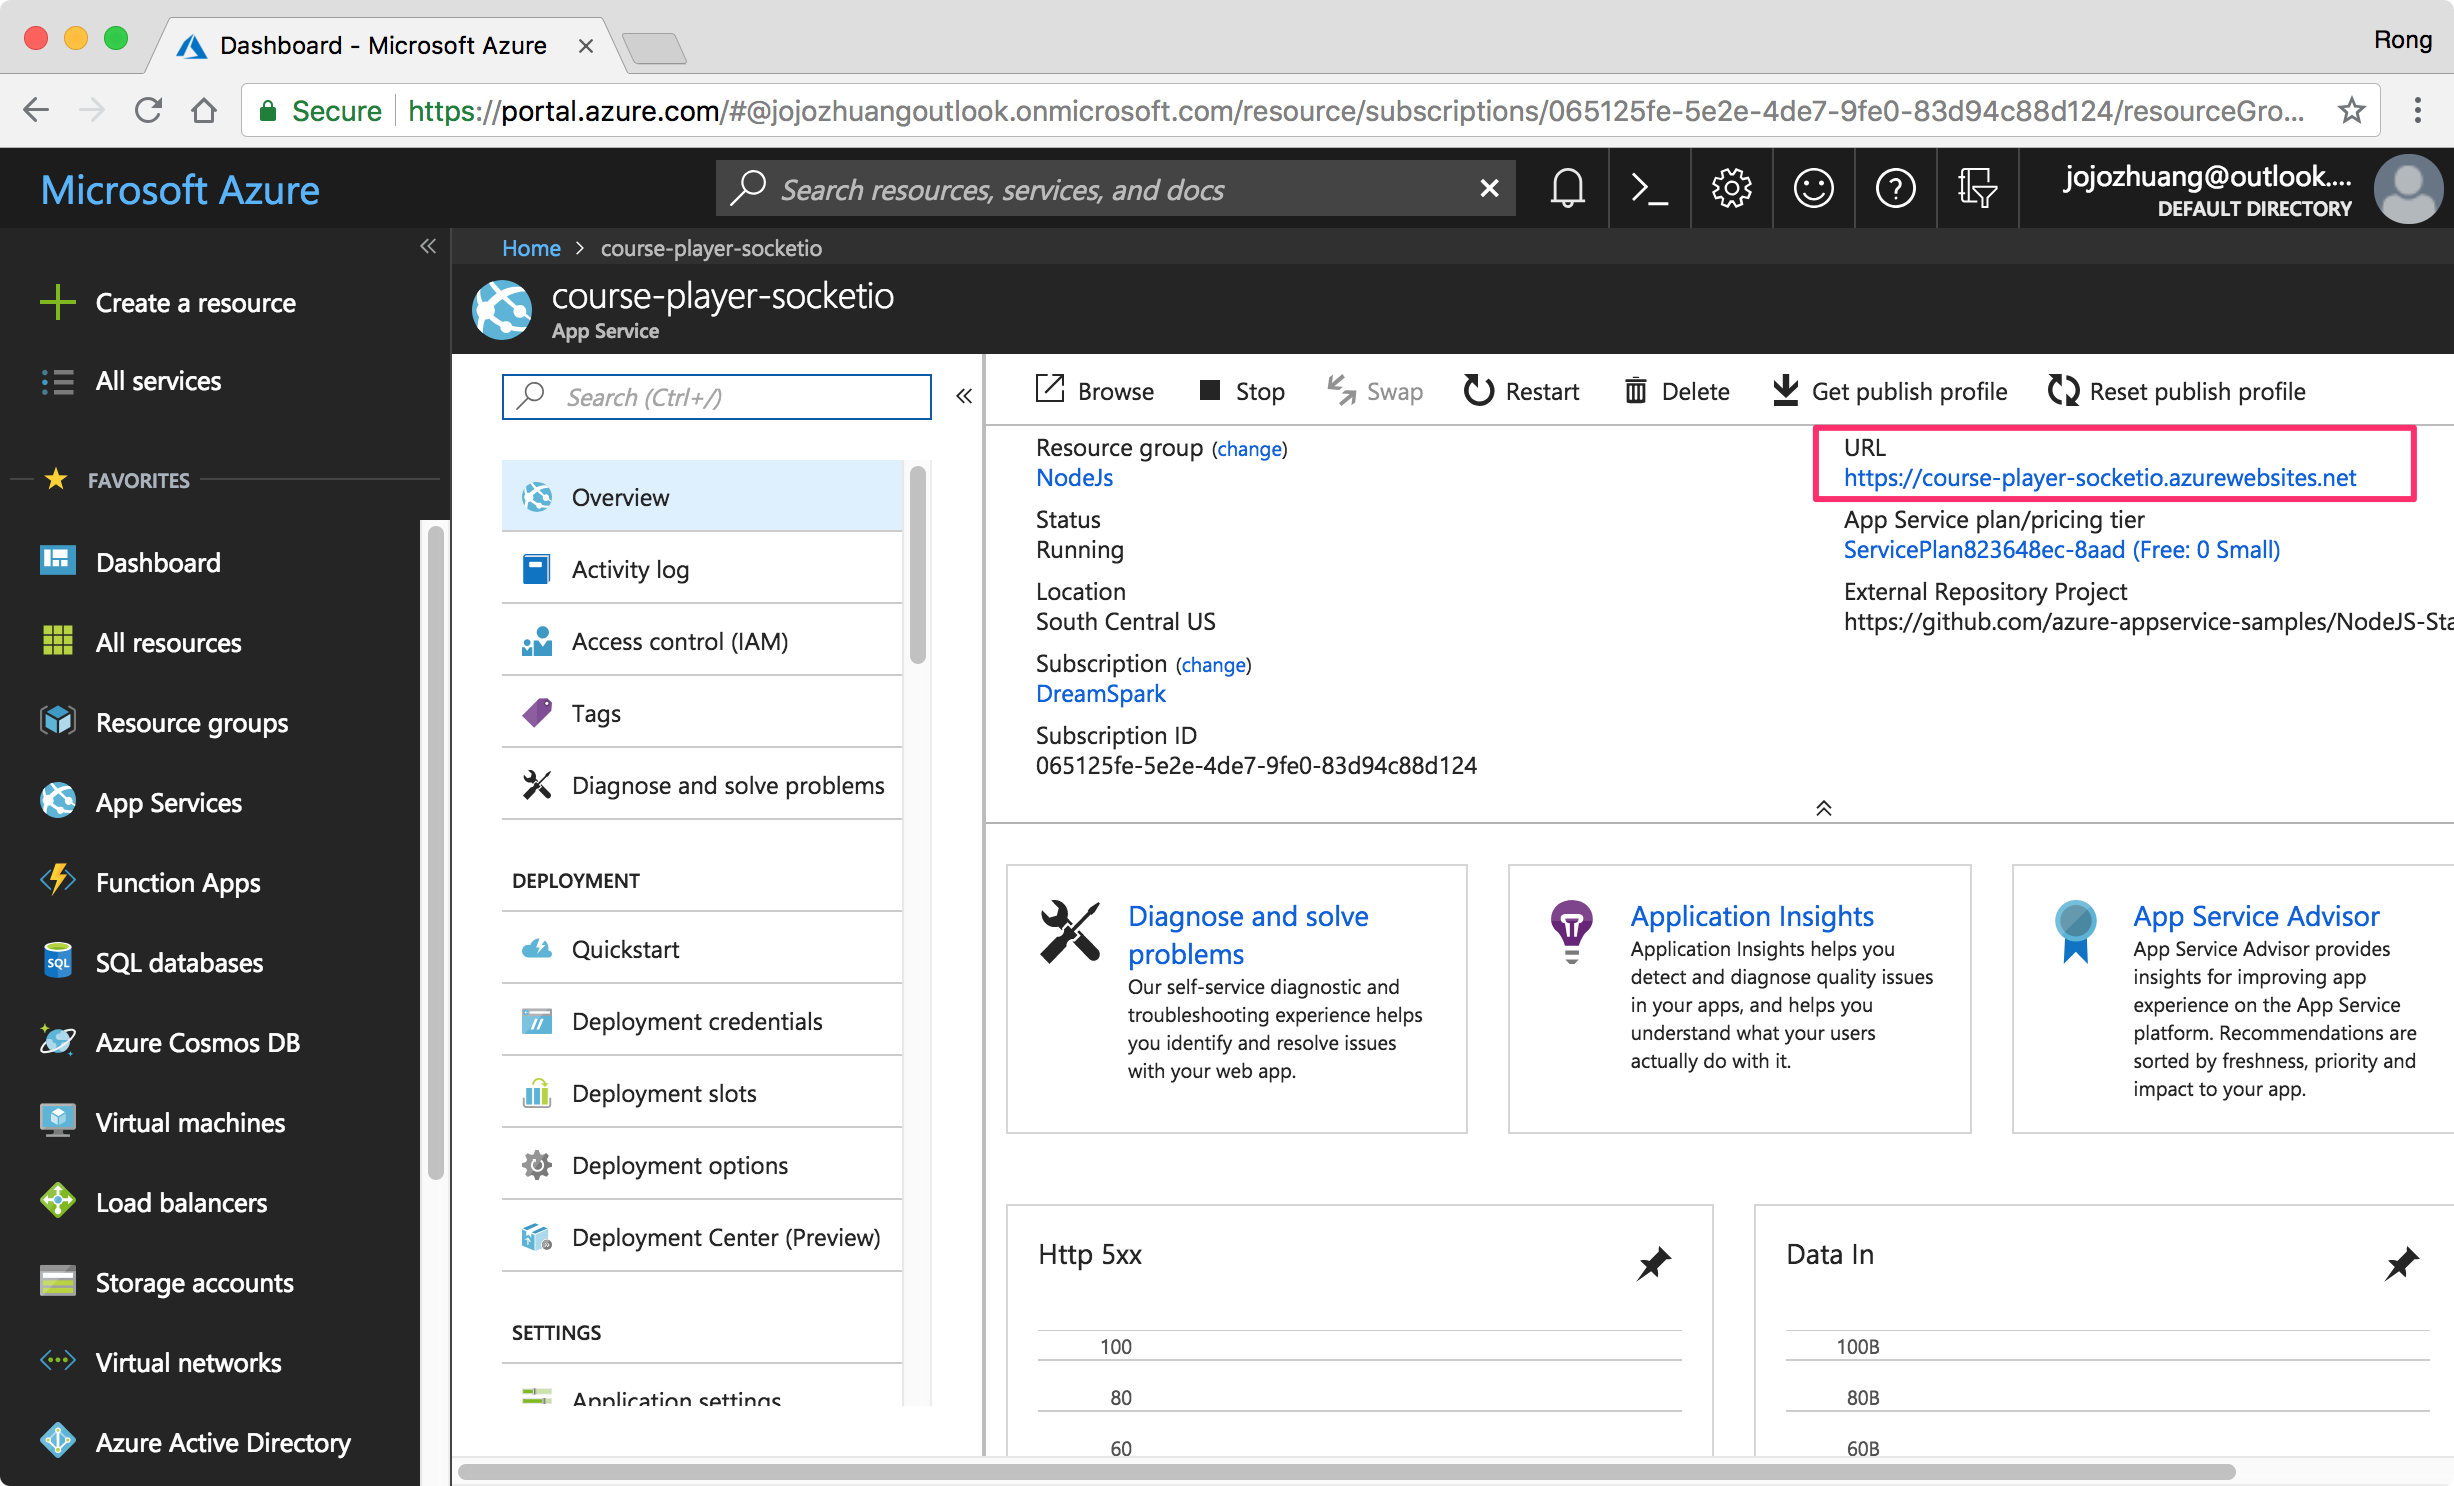 Dashboard - Microsoft Azure
Rong
Secure
https://portal.azure.com/#@jojozhuangoutlook.onmicrosoft.com/resource/subscriptions/065125fe-5e2e-4de7-9fe0-83d94c88d124/resourceGro...
Microsoft Azure
Search resources, services, and docs
jojozhuang@outlook....
DEFAULT DIRECTORY
Create a resource
All services
FAVORITES
Dashboard
All resources
Resource groups
App Services
Function Apps
SQL
SQL databases
Azure Cosmos DB
Virtual machines
Load balancers
Storage accounts
Virtual networks
Azure Active Directory
Home > course-player-socketio
course-player-socketio
App Service
Search (Ctrl+/)
Overview
Activity log
Access control (IAM)
Tags
Diagnose and solve problems
DEPLOYMENT
Quickstart
Deployment credentials
Deployment slots
Deployment options
Deployment Center (Preview)
SETTINGS
Application settings
Browse
Stop
Swap
Restart
Delete
Get publish profile
Reset publish profile
Resource group (change)
NodeJs
Status
Running
Location
South Central US
Subscription (change)
DreamSpark
Subscription ID
065125fe-5e2e-4de7-9fe0-83d94c88d124
URL
https://course-player-socketio.azurewebsites.net
App Service plan/pricing tier
ServicePlan823648ec-8aad (Free: 0 Small)
External Repository Project
https://github.com/azure-appservice-samples/NodeJS-Sta
Diagnose and solve
problems
Our self-service diagnostic and
troubleshooting experience helps
you identify and resolve issues
with your web app.
Application Insights
Application Insights helps you
detect and diagnose quality issues
in your apps, and helps you
understand what your users
actually do with it.
App Service Advisor
App Service Advisor provides
insights for improving app
experience on the App Service
platform. Recommendations are
sorted by freshness, priority and
impact to your app.
Http 5xx
100
80
60
Data In
100B
80B
60B